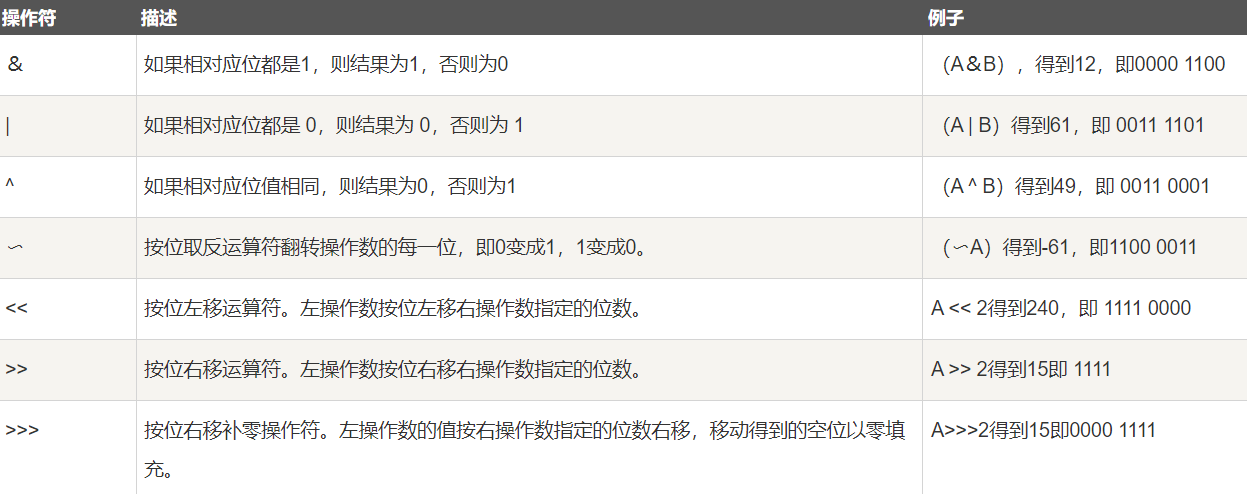 操作符 描述 例子
& 如果相对应位都是1，则结果为1，否则为0 （A＆B），得到12，即0000 1100
| 如果相对应位都是 0，则结果为 0，否则为 1 （A | B）得到61，即 0011 1101
^ 如果相对应位值相同，则结果为0，否则为1 （A ^ B）得到49，即 0011 0001
〜 按位取反运算符翻转操作数的每一位，即0变成1，1变成0。 （〜A）得到-61，即1100 0011
<< 按位左移运算符。左操作数按位左移右操作数指定的位数。 A << 2得到240，即 1111 0000
>> 按位右移运算符。左操作数按位右移右操作数指定的位数。 A >> 2得到15即 1111
>>> 按位右移补零操作符。左操作数的值按右操作数指定的位数右移，移动得到的空位以零填 A>>>2得到15即0000 1111
充。